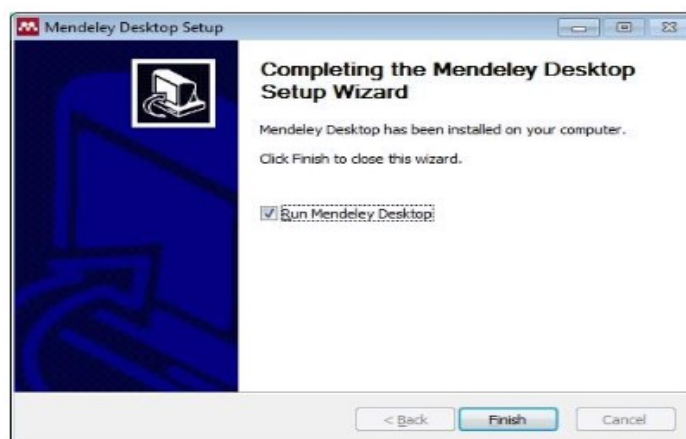 Mendeley Desktop Setup
Completing the Mendeley Desktop
Setup Wizard
Mendeley Desktop has been installed on your computer.
Click Finish to close this wizard.
Run Mendeley Desktop
< Back
Finish
Cancel